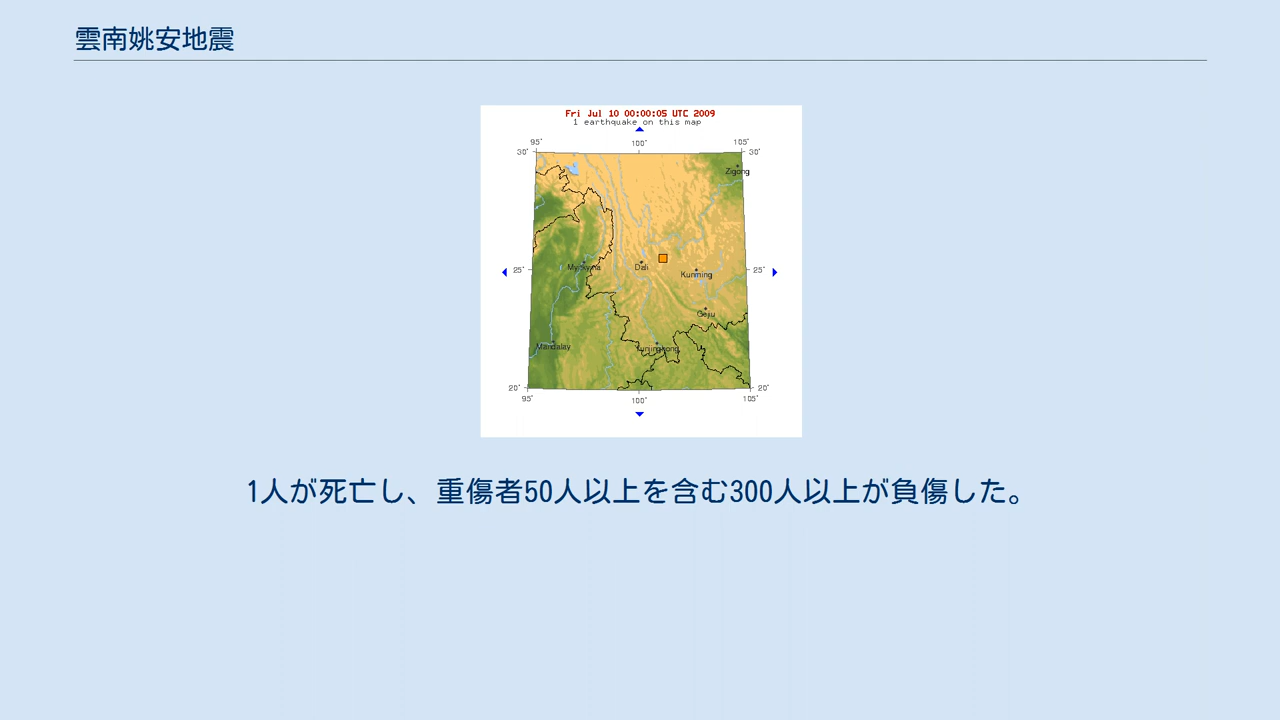 雲南姚安地震
Fri Jul 10 00:00:05 UTC 2009
1 earthquake on this map
95° 100° 105°
30° 30°
Zigong
Myitkyina Dali Kunming
25° 25°
Gejiu
Mandalay Yunjinghong
20° 20°
95° 100° 105°
1人が死亡し、重傷者50人以上を含む300人以上が負傷した。